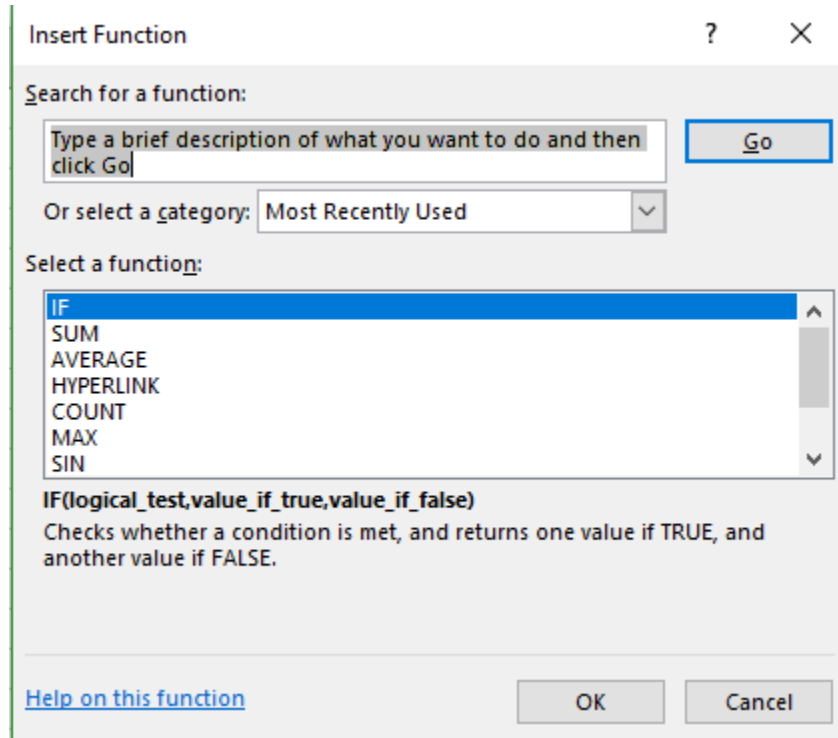 Insert Function
?
Search for a function:
Type a brief description of what you want to do and then
click Go
Go
Or select a category: Most Recently Used
Select a function:
IF
SUM
AVERAGE
HYPERLINK
COUNT
MAX
SIN
IF(logical_test,value_if_true,value_if_false)
Checks whether a condition is met, and returns one value if TRUE, and
another value if FALSE.
Help on this function
OK
Cancel